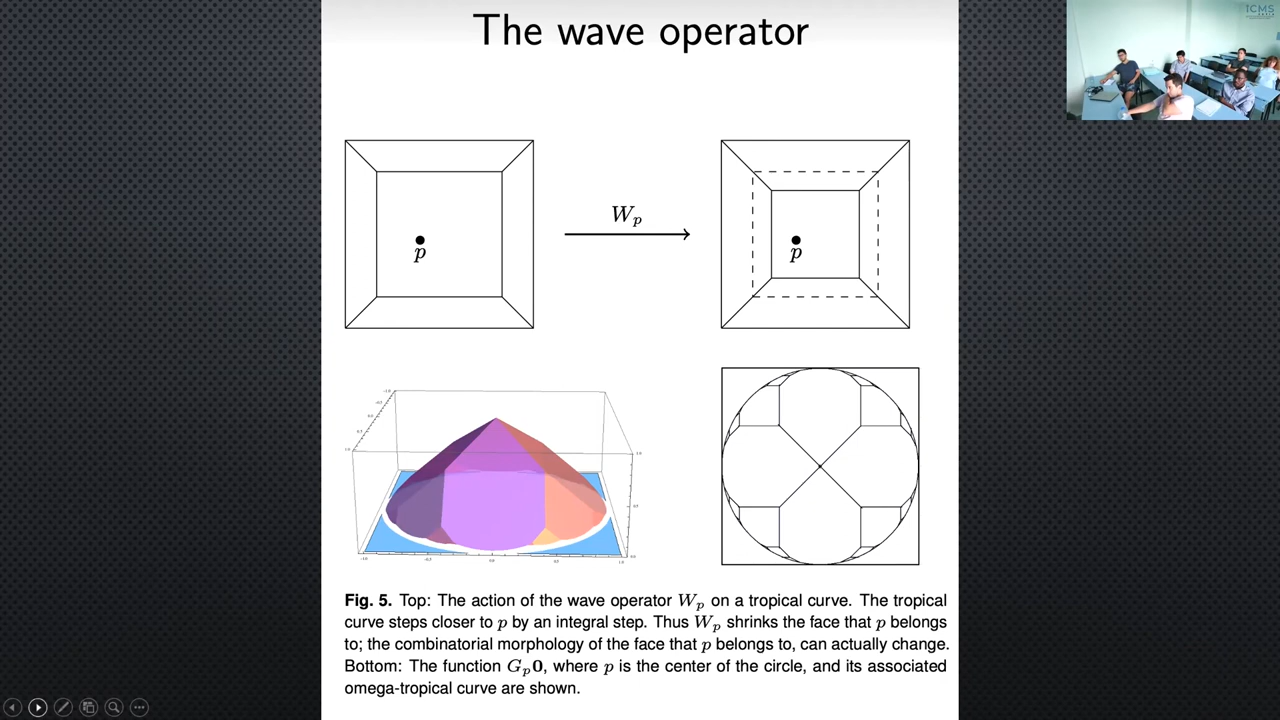 The wave operator
ICMS
W_p
p
p
Fig. 5. Top: The action of the wave operator W_p on a tropical curve. The tropical
curve steps closer to p by an integral step. Thus W_p shrinks the face that p belongs
to; the combinatorial morphology of the face that p belongs to, can actually change.
Bottom: The function G_p0, where p is the center of the circle, and its associated
omega-tropical curve are shown.